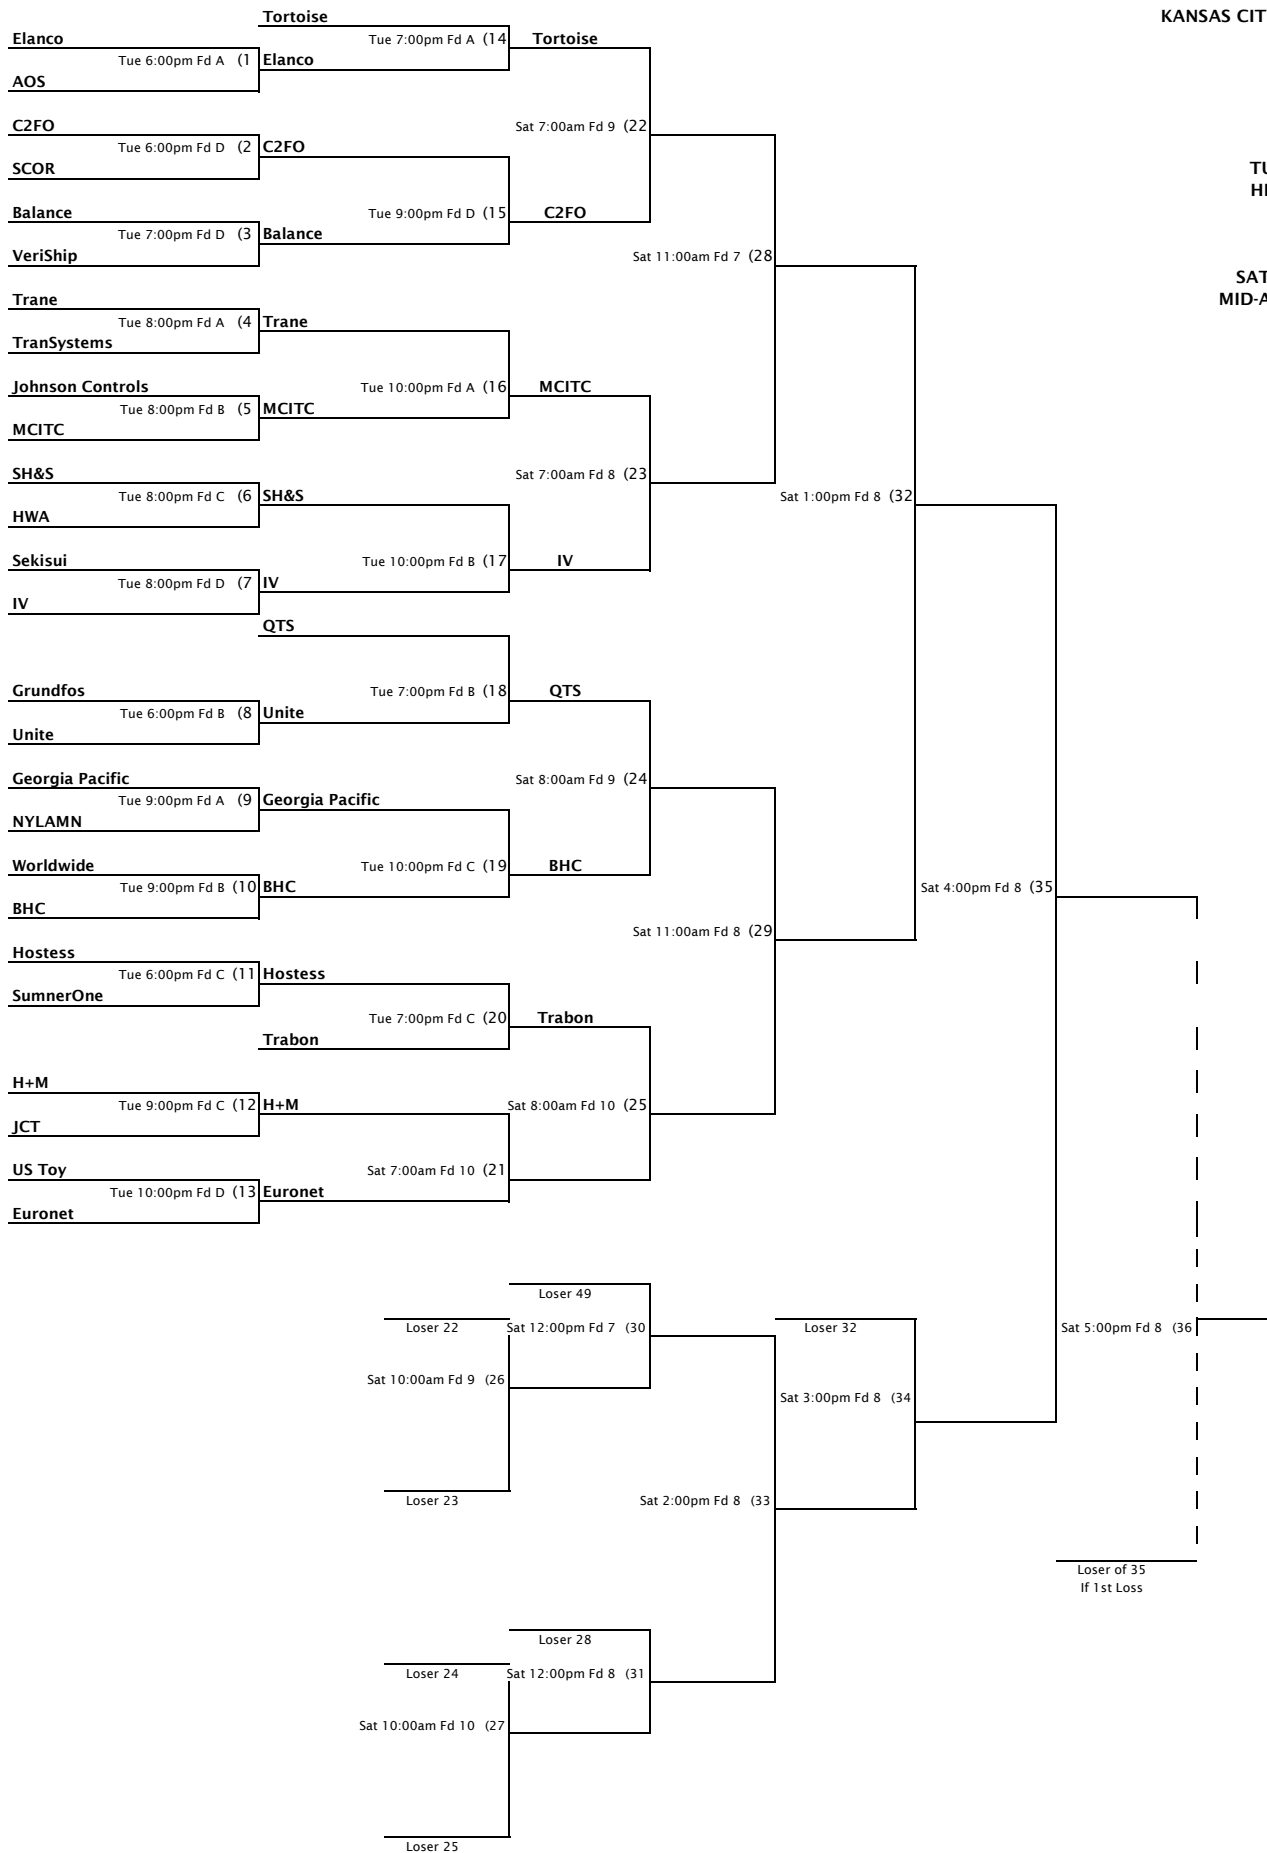 Tortoise
KANSAS CIT
Elanco
Tue 7:00pm Fd A (14
Tortoise
Tue 6:00pm Fd A (1
Elanco
AOS
C2FO
Sat 7:00am Fd 9 (22
Tue 6:00pm Fd D (2
C2FO
SCOR
TU
Balance
Tue 9:00pm Fd D (15
C2FO
Tue 7:00pm Fd D (3
Balance
VeriShip
Sat 11:00am Fd 7 (28
SAT
Trane
MID-A
Tue 8:00pm Fd A (4
Trane
TranSystems
Johnson Controls
Tue 10:00pm Fd A (16
MCITC
Tue 8:00pm Fd B (5
MCITC
MCITC
SH&S
Sat 7:00am Fd 8 (23
Tue 8:00pm Fd C (6
SH&S
Sat 1:00pm Fd 8 (32
HWA
Sekisui
Tue 10:00pm Fd B (17
IV
Tue 8:00pm Fd D (7
IV
IV
QTS
Grundfos
Tue 7:00pm Fd B (18
QTS
Tue 6:00pm Fd B (8
Unite
Unite
Georgia Pacific
Sat 8:00am Fd 9 (24
Tue 9:00pm Fd A (9
Georgia Pacific
NYLAMN
Worldwide
Tue 10:00pm Fd C (19
BHC
Tue 9:00pm Fd B (10
BHC
Sat 4:00pm Fd 8 (35
BHC
Sat 11:00am Fd 8 (29
Hostess
Tue 6:00pm Fd C (11
Hostess
SumnerOne
Tue 7:00pm Fd C (20
Trabon
Trabon
H+M
Tue 9:00pm Fd C (12
H+M
Sat 8:00am Fd 10 (25
JCT
US Toy
Sat 7:00am Fd 10 (21
Tue 10:00pm Fd D (13
Euronet
Euronet
Loser 49
Loser 22
Sat 12:00pm Fd 7 (30
Loser 32
Sat 5:00pm Fd 8 (36
Sat 10:00am Fd 9 (26
Sat 3:00pm Fd 8 (34
Loser 23
Sat 2:00pm Fd 8 (33
Loser of 35
If 1st Loss
Loser 28
Loser 24
Sat 12:00pm Fd 8 (31
Sat 10:00am Fd 10 (27
Loser 25